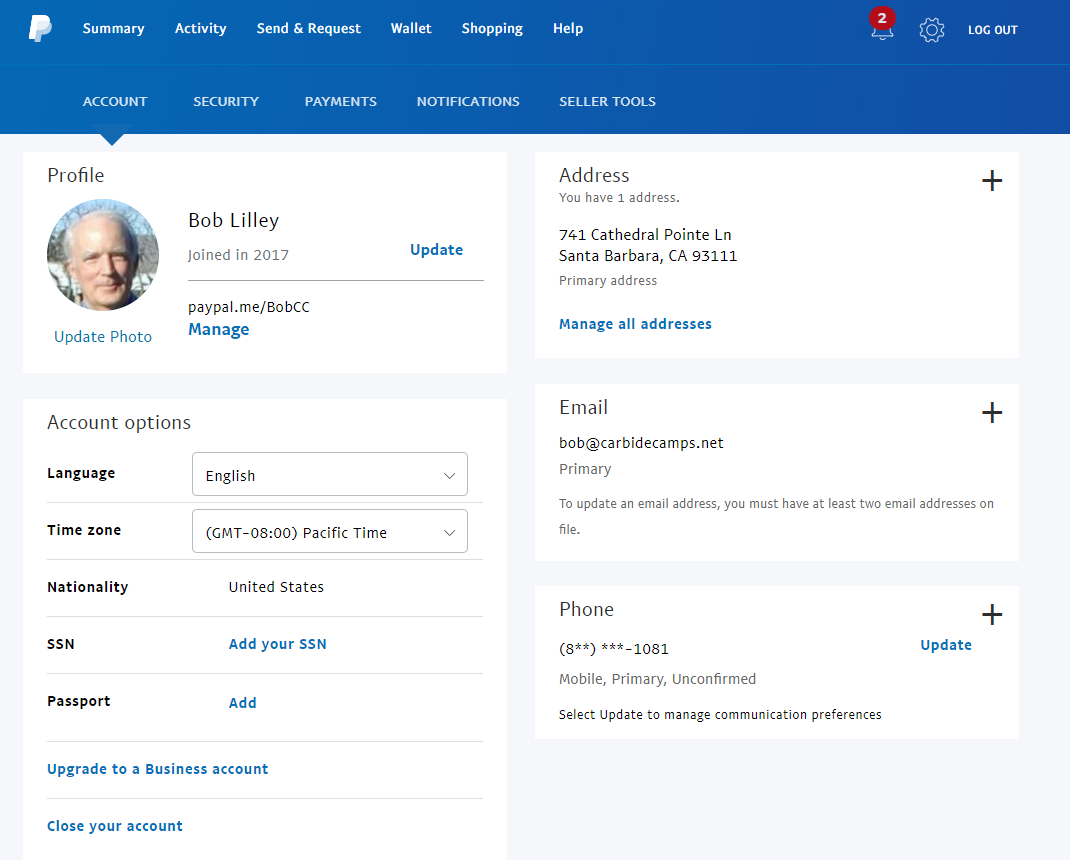 Summary Activity Send & Request Wallet Shopping Help 2 LOG OUT
ACCOUNT SECURITY PAYMENTS NOTIFICATIONS SELLER TOOLS
Profile
Bob Lilley
Joined in 2017
Update
paypal.me/BobCC
Manage
Update Photo
Account options
Language English
Time zone (GMT-08:00) Pacific Time
Nationality United States
SSN Add your SSN
Passport Add
Upgrade to a Business account
Close your account
Address
You have 1 address.
741 Cathedral Pointe Ln
Santa Barbara, CA 93111
Primary address
Manage all addresses
Email
bob@carbidecamps.net
Primary
To update an email address, you must have at least two email addresses on
file.
Phone
(8**) ***-1081 Update
Mobile, Primary, Unconfirmed
Select Update to manage communication preferences